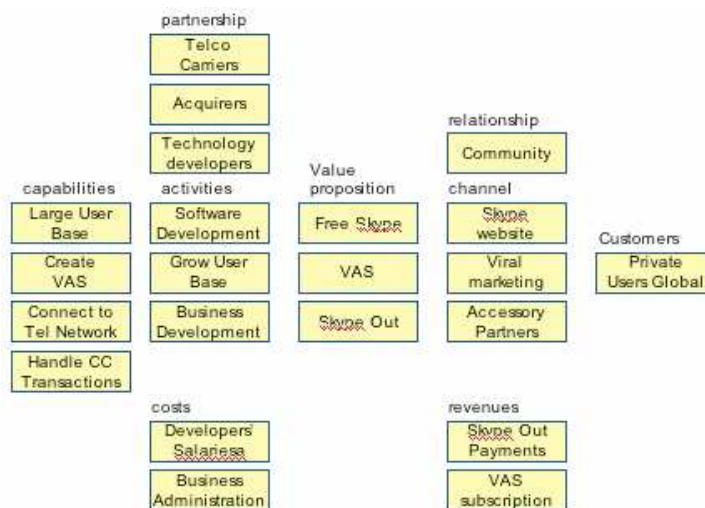 partnership
Telco
Carriers
Acquirers
Technology
developers
capabilities
Large User
Base
Create
VAS
Connect to
Tel Network
Handle CC
Transactions
activities
Software
Development
Grow User
Base
Business
Development
Value
proposition
Free Skype
VAS
Skype Out
relationship
Community
channel
Skype
website
Viral
marketing
Accessory
Partners
Customers
Private
Users Global
costs
Developers'
Salariesa
Business
Administration
revenues
Skype Out
Payments
VAS
subscription